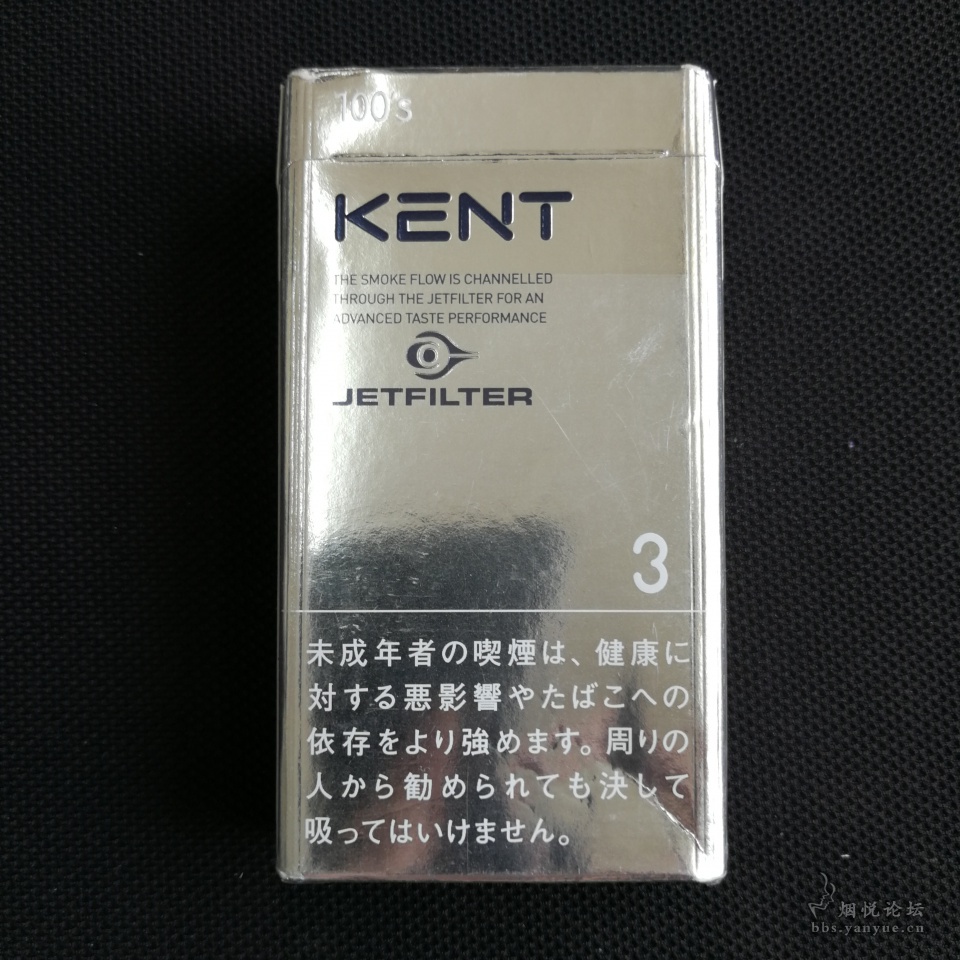 100's
KENT
THE SMOKE FLOW IS CHANNELLED
THROUGH THE JETFILTER FOR AN
ADVANCED TASTE PERFORMANCE
JETFILTER
3
未成年者の喫煙は、健康に
対する悪影響やたばこへの
依存をより強めます。周りの
人から勧められても決して
吸ってはいけません。
烟悦论坛
bbs.yanyue.cn